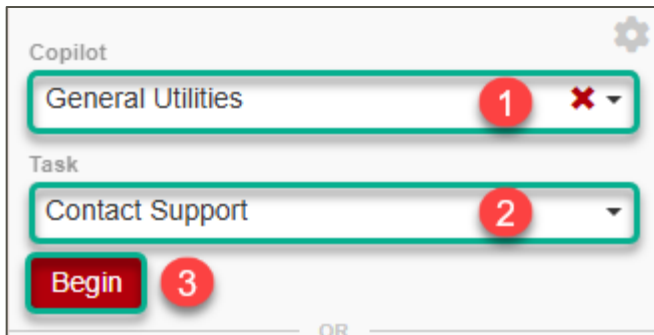 Copilot
General Utilities 1
Task
Contact Support 2
Begin 3
OR